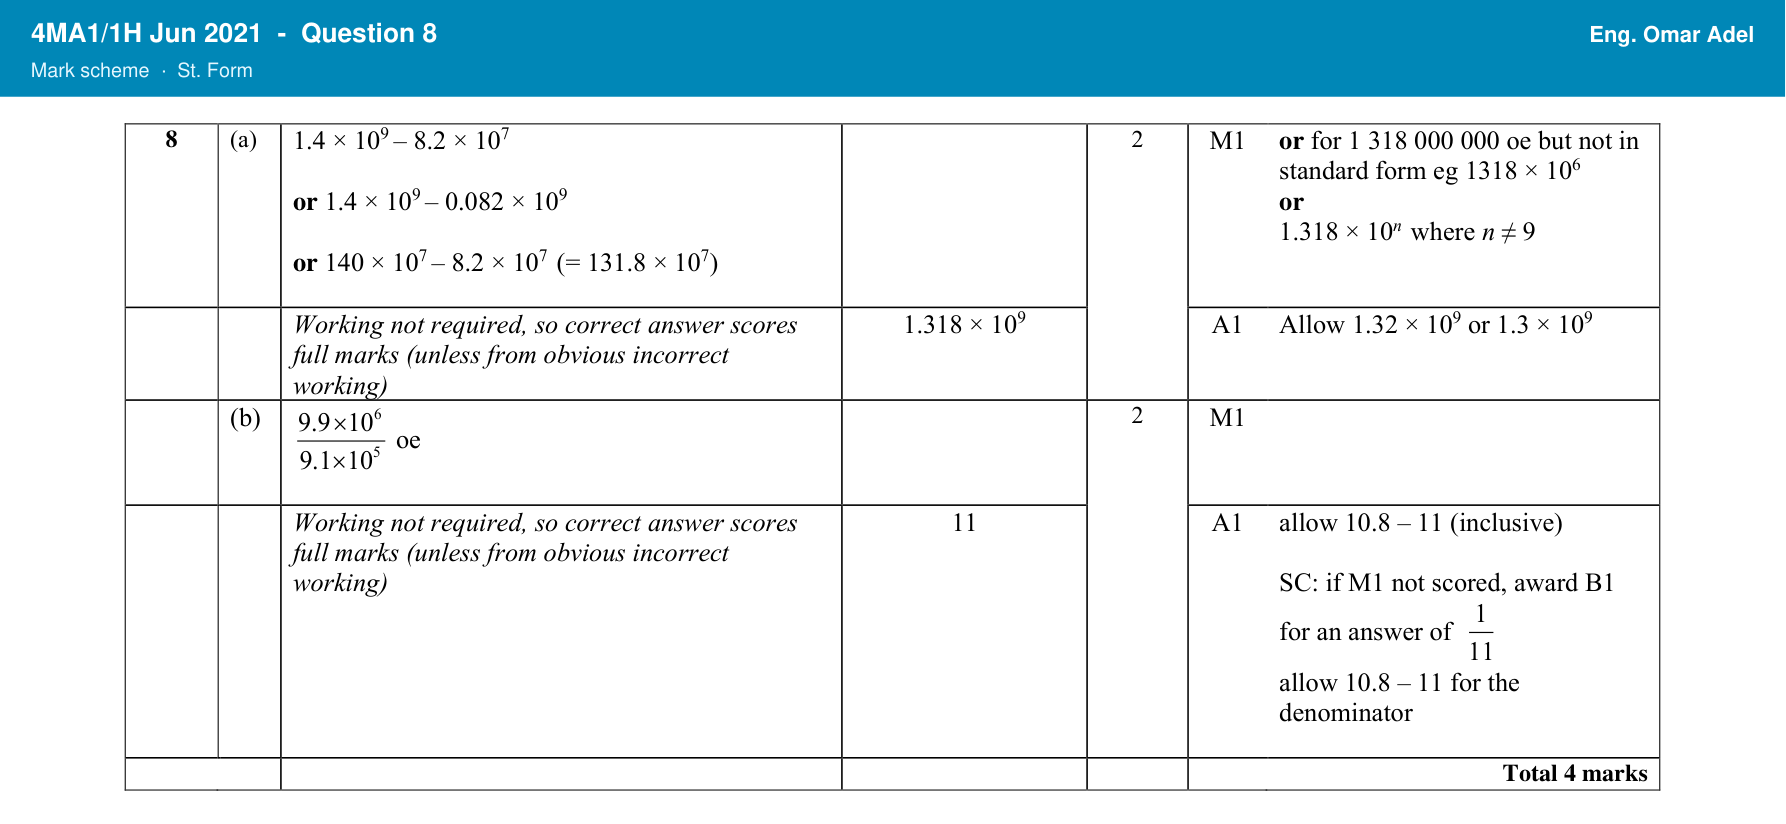 4MA1/1H Jun 2021 - Question 8
Eng. Omar Adel
Mark scheme · St. Form
8 (a) 1.4 × 10⁹ – 8.2 × 10⁷ 2 M1 or for 1 318 000 000 oe but not in
standard form eg 1318 × 10⁶
or 1.4 × 10⁹ – 0.082 × 10⁹ or
1.318 × 10ⁿ where n ≠ 9
or 140 × 10⁷ – 8.2 × 10⁷ (= 131.8 × 10⁷)
Working not required, so correct answer scores 1.318 × 10⁹ A1 Allow 1.32 × 10⁹ or 1.3 × 10⁹
full marks (unless from obvious incorrect
working)
(b) 9.9×10⁶ 2 M1
oe
9.1×10⁵
Working not required, so correct answer scores 11 A1 allow 10.8 – 11 (inclusive)
full marks (unless from obvious incorrect
working) SC: if M1 not scored, award B1
for an answer of 1/11
allow 10.8 – 11 for the
denominator
Total 4 marks